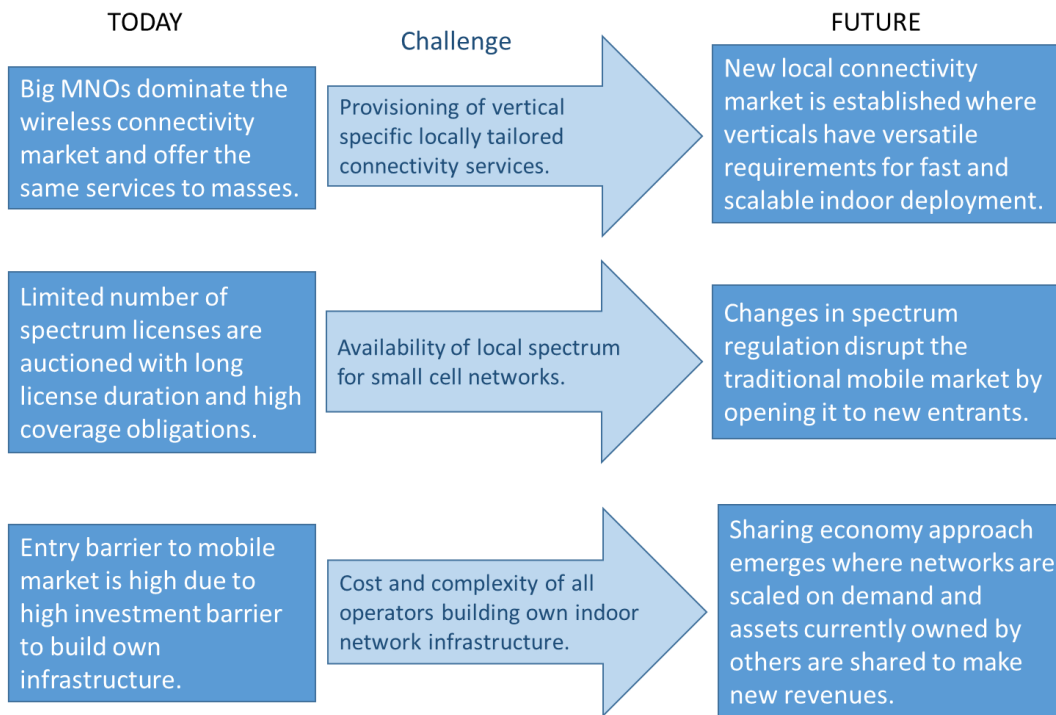 TODAY
Challenge
FUTURE
Big MNOs dominate the
wireless connectivity
market and offer the
same services to masses.
Provisioning of vertical
specific locally tailored
connectivity services.
New local connectivity
market is established where
verticals have versatile
requirements for fast and
scalable indoor deployment.
Limited number of
spectrum licenses are
auctioned with long
license duration and high
coverage obligations.
Availability of local spectrum
for small cell networks.
Changes in spectrum
regulation disrupt the
traditional mobile market by
opening it to new entrants.
Entry barrier to mobile
market is high due to
high investment barrier
to build own
infrastructure.
Cost and complexity of all
operators building own indoor
network infrastructure.
Sharing economy approach
emerges where networks are
scaled on demand and
assets currently owned by
others are shared to make
new revenues.